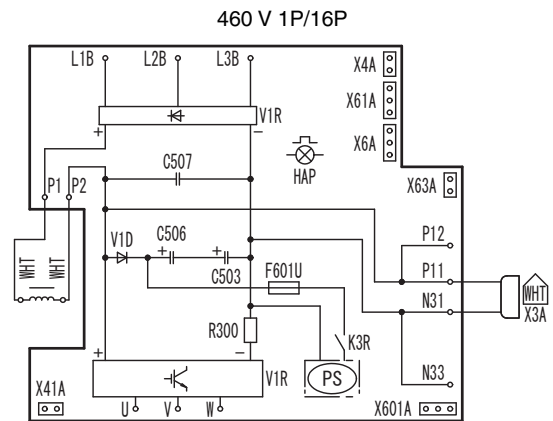 460 V 1P/16P
L1B L2B L3B
X4A
X61A
V1R
+ −
X6A
C507
HAP
P1 P2
X63A
V1D C506
+ +
P12
C503
F601U
P11
WHT WHT
N31
WHT
X3A
R300
K3R
+ −
N33
V1R
PS
X41A
U V W
X601A